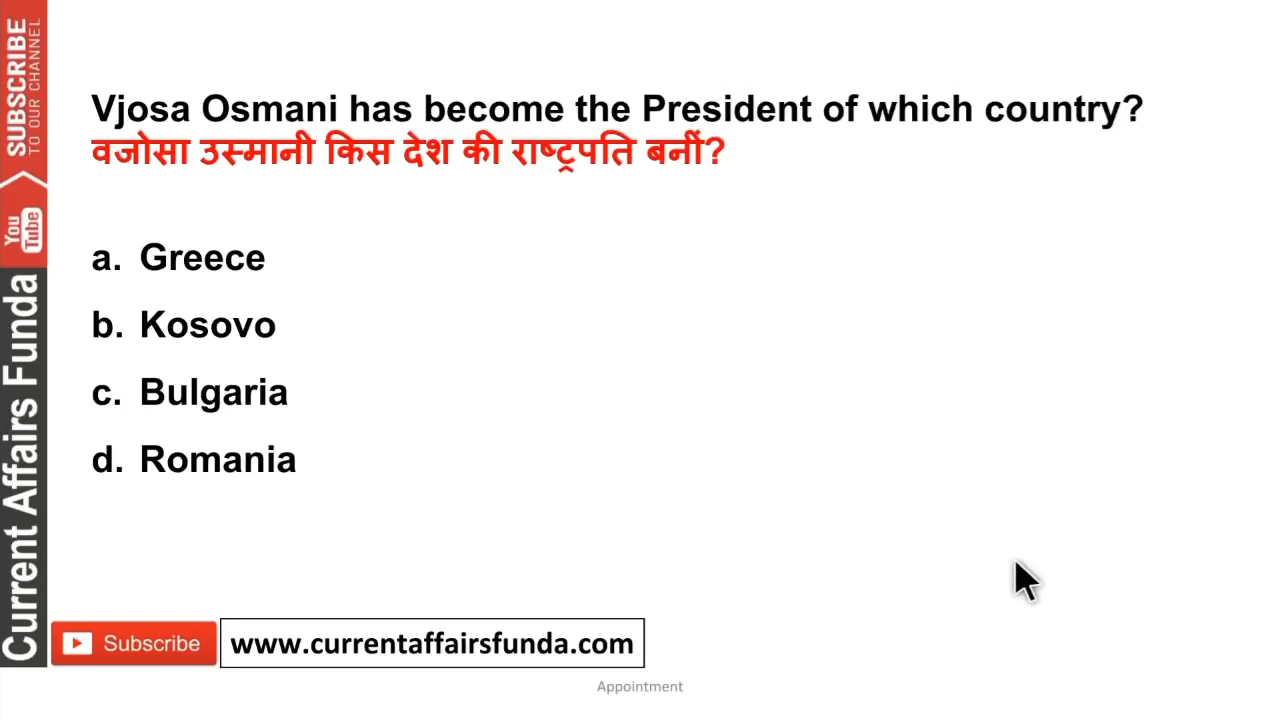 SUBSCRIBE
TO OUR CHANNEL
You
Tube
Current Affairs Funda
Vjosa Osmani has become the President of which country?
वजोसा उस्मानी किस देश की राष्ट्रपति बनीं?
a. Greece
b. Kosovo
c. Bulgaria
d. Romania
Subscribe
www.currentaffairsfunda.com
Appointment